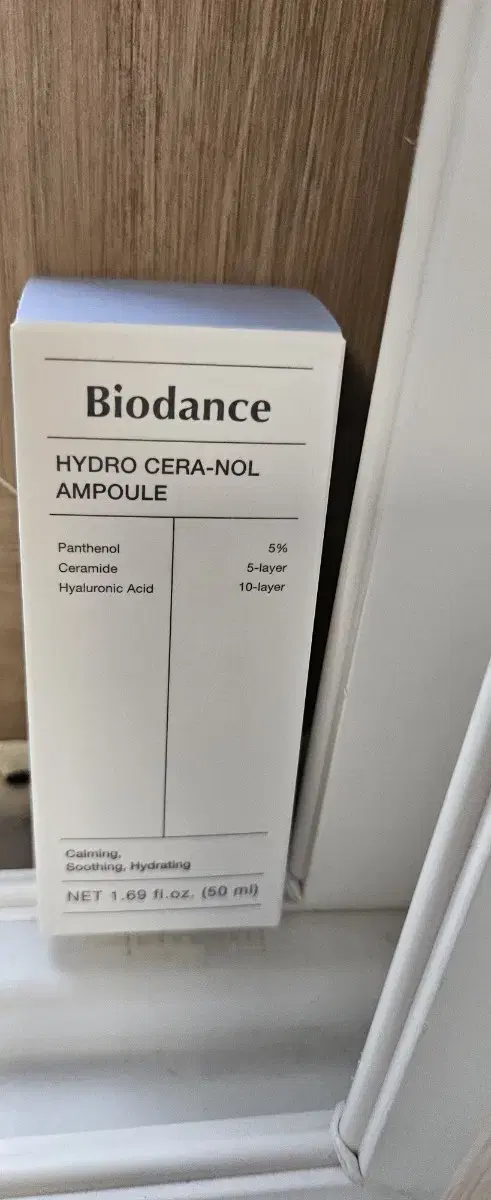 Biodance
HYDRO CERA-NOL
AMPOULE
Panthenol 5%
Ceramide 5-layer
Hyaluronic Acid 10-layer
Calming,
Soothing, Hydrating
NET 1.69 fl.oz. (50 ml)